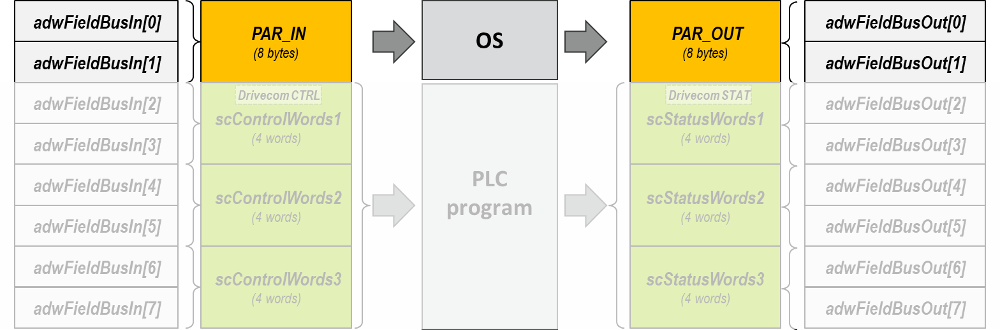 adwFieldBusIn[0]
adwFieldBusIn[1]
adwFieldBusIn[2]
adwFieldBusIn[3]
adwFieldBusIn[4]
adwFieldBusIn[5]
adwFieldBusIn[6]
adwFieldBusIn[7]
PAR_IN
(8 bytes)
Drivecom CTRL
scControlWords1
(4 words)
scControlWords2
(4 words)
scControlWords3
(4 words)
OS
PLC
program
PAR_OUT
(8 bytes)
Drivecom STAT
scStatusWords1
(4 words)
scStatusWords2
(4 words)
scStatusWords3
(4 words)
adwFieldBusOut[0]
adwFieldBusOut[1]
adwFieldBusOut[2]
adwFieldBusOut[3]
adwFieldBusOut[4]
adwFieldBusOut[5]
adwFieldBusOut[6]
adwFieldBusOut[7]